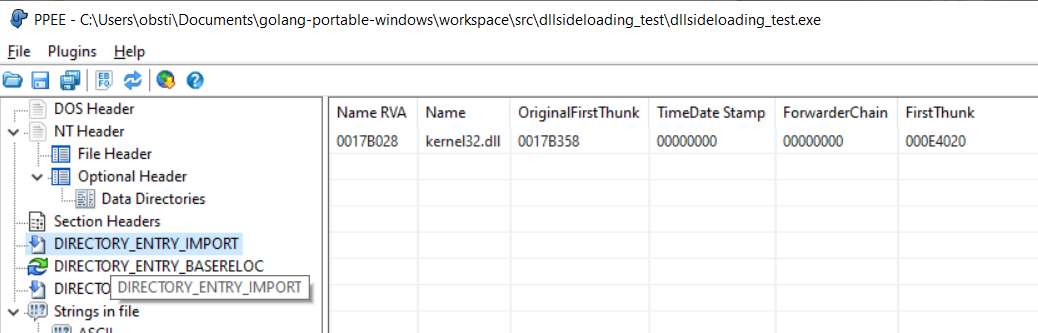 PPEE - C:\Users\obsti\Documents\golang-portable-windows\workspace\src\dllsideloading_test\dllsideloading_test.exe
File Plugins Help
DOS Header
NT Header
File Header
Optional Header
Data Directories
Section Headers
DIRECTORY_ENTRY_IMPORT
DIRECTORY_ENTRY_BASERELOC
DIRECTO
DIRECTORY_ENTRY_IMPORT
Strings in file
ASCII
Name RVA Name OriginalFirstThunk TimeDate Stamp ForwarderChain FirstThunk
0017B028 kernel32.dll 0017B358 00000000 00000000 000E4020